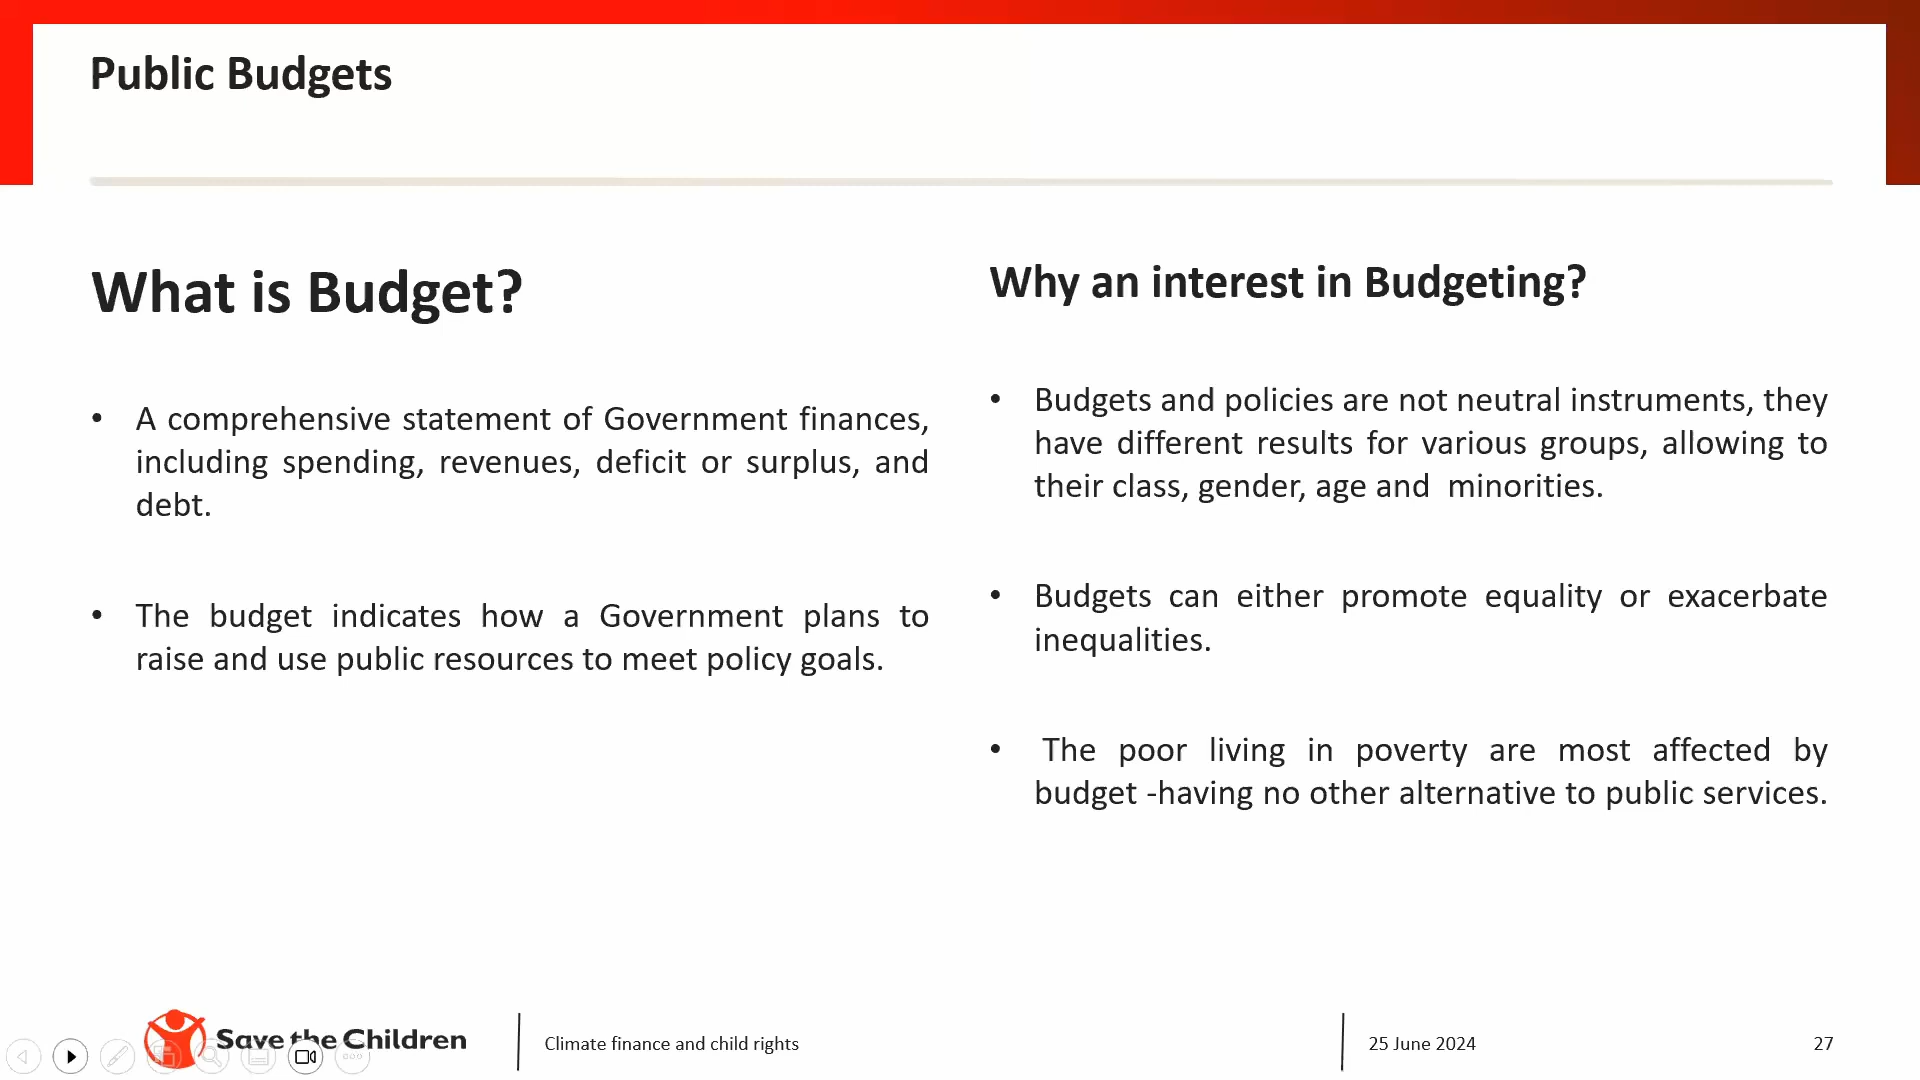 Public Budgets
What is Budget?
• A comprehensive statement of Government finances,
including spending, revenues, deficit or surplus, and
debt.
• The budget indicates how a Government plans to
raise and use public resources to meet policy goals.
Why an interest in Budgeting?
• Budgets and policies are not neutral instruments, they
have different results for various groups, allowing to
their class, gender, age and minorities.
• Budgets can either promote equality or exacerbate
inequalities.
• The poor living in poverty are most affected by
budget -having no other alternative to public services.
Save the Children
Climate finance and child rights
25 June 2024
27